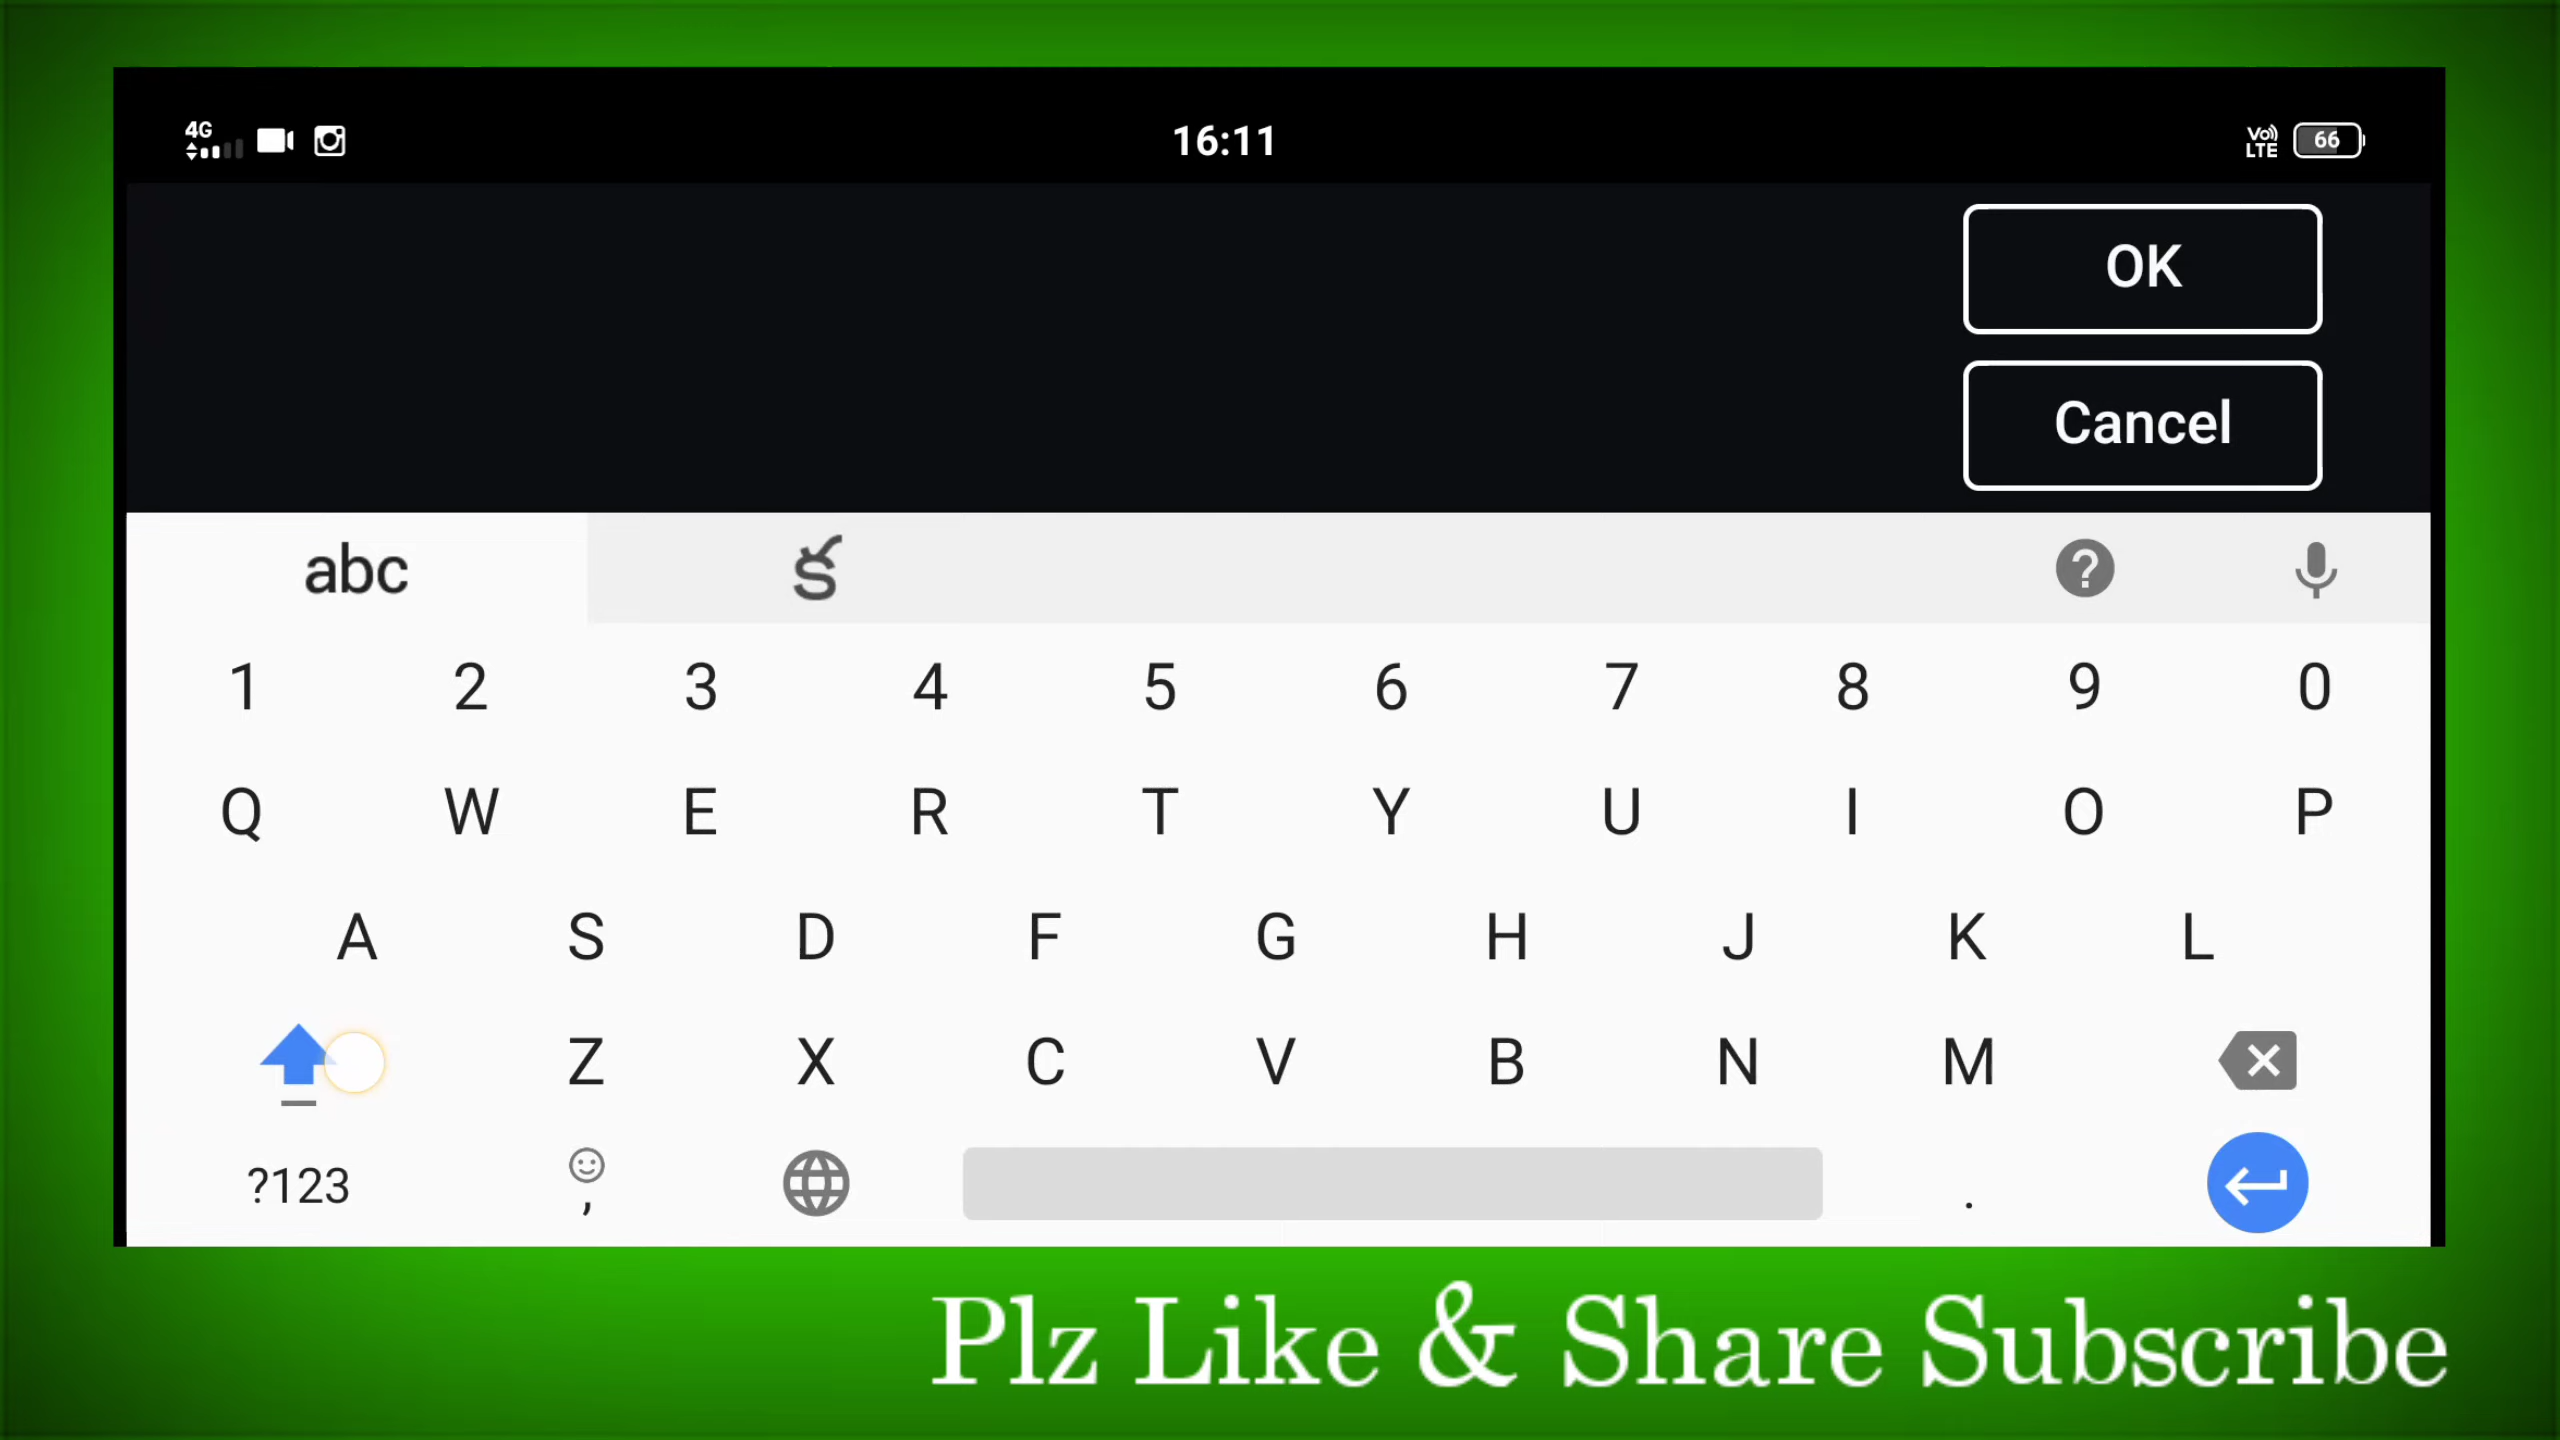 4G 16:11 Vo) LTE 66
OK
Cancel
abc క
1 2 3 4 5 6 7 8 9 0
Q W E R T Y U I O P
A S D F G H J K L
Z X C V B N M
?123 , .
Plz Like & Share Subscribe